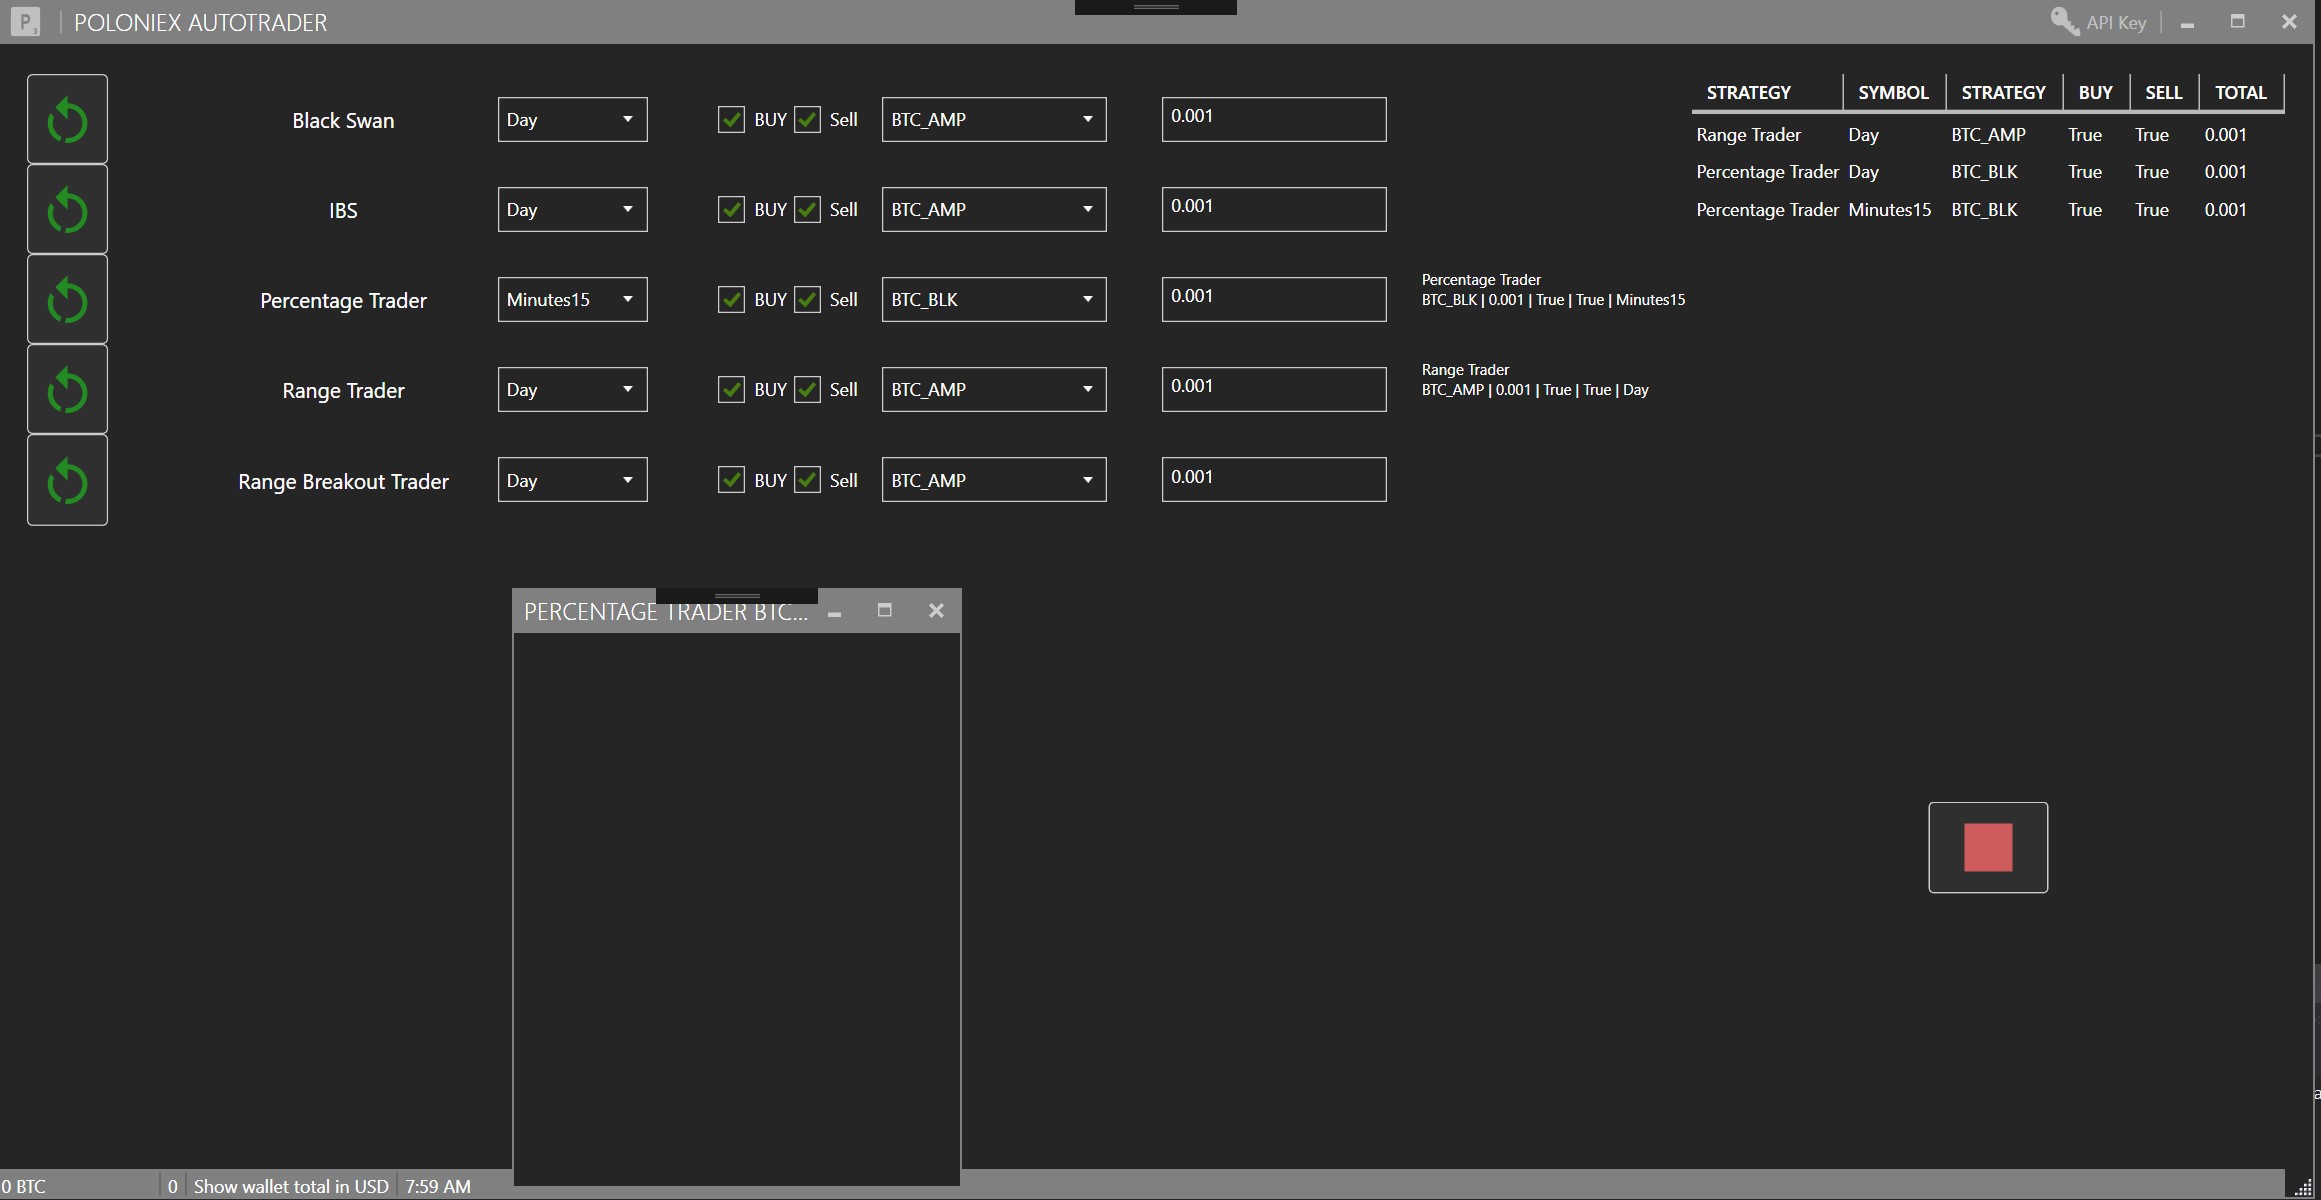 P
POLONIEX AUTOTRADER
API Key
Black Swan Day BUY Sell BTC_AMP 0.001
IBS Day BUY Sell BTC_AMP 0.001
Percentage Trader Minutes15 BUY Sell BTC_BLK 0.001
Percentage Trader
BTC_BLK | 0.001 | True | True | Minutes15
Range Trader Day BUY Sell BTC_AMP 0.001
Range Trader
BTC_AMP | 0.001 | True | True | Day
Range Breakout Trader Day BUY Sell BTC_AMP 0.001
STRATEGY SYMBOL STRATEGY BUY SELL TOTAL
Range Trader Day BTC_AMP True True 0.001
Percentage Trader Day BTC_BLK True True 0.001
Percentage Trader Minutes15 BTC_BLK True True 0.001
PERCENTAGE TRADER BTC...
0 BTC 0 Show wallet total in USD 7:59 AM